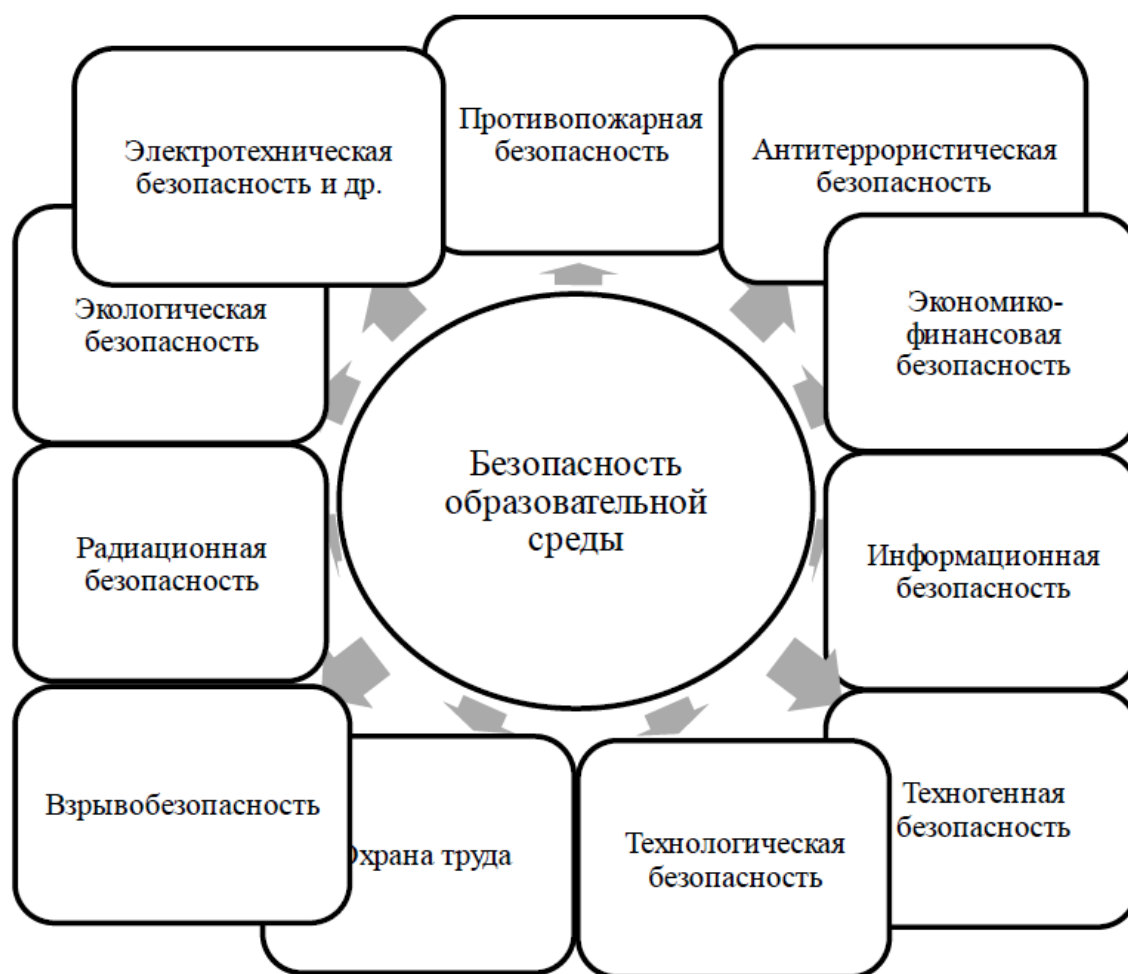 Противопожарная
безопасность
Антитеррористическая
безопасность
Экономико-
финансовая
безопасность
Информационная
безопасность
Техногенная
безопасность
Технологическая
безопасность
Охрана труда
Взрывобезопасность
Радиационная
безопасность
Экологическая
безопасность
Электротехническая
безопасность и др.
Безопасность
образовательной
среды